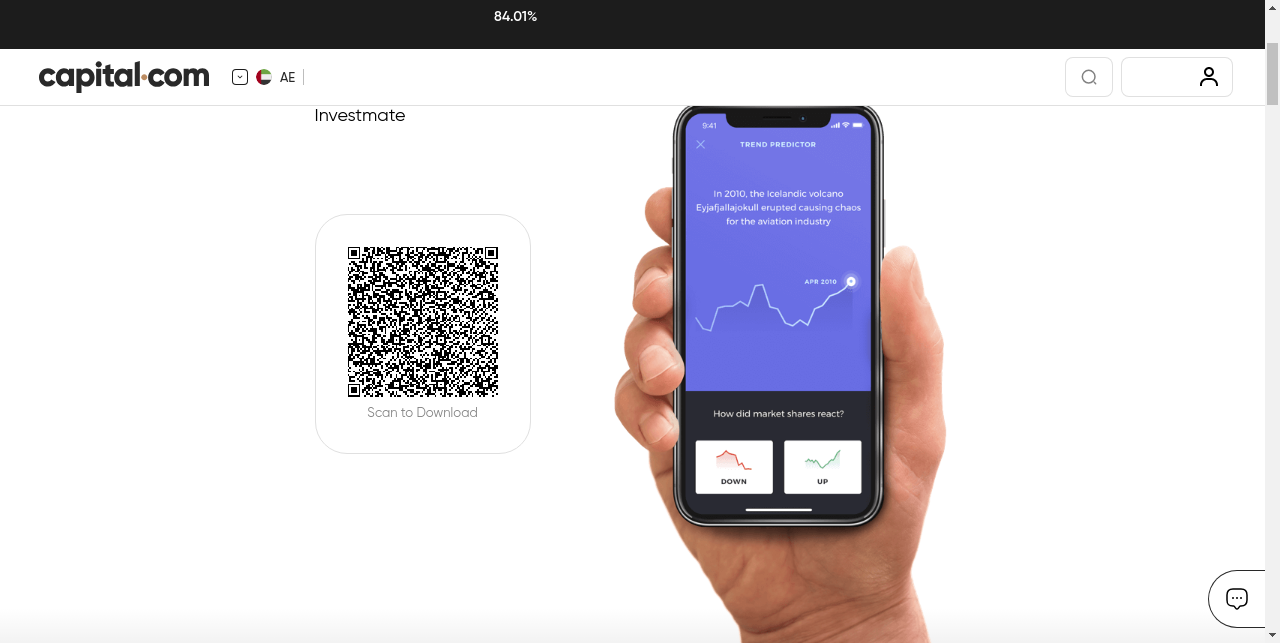 84.01%
capital.com
AE
Investmate
9:41
TREND PREDICTOR
In 2010, the Icelandic volcano
Eyjafjallajokull erupted causing chaos
for the aviation industry
APR 2010
Scan to Download
How did market shares react?
DOWN
UP